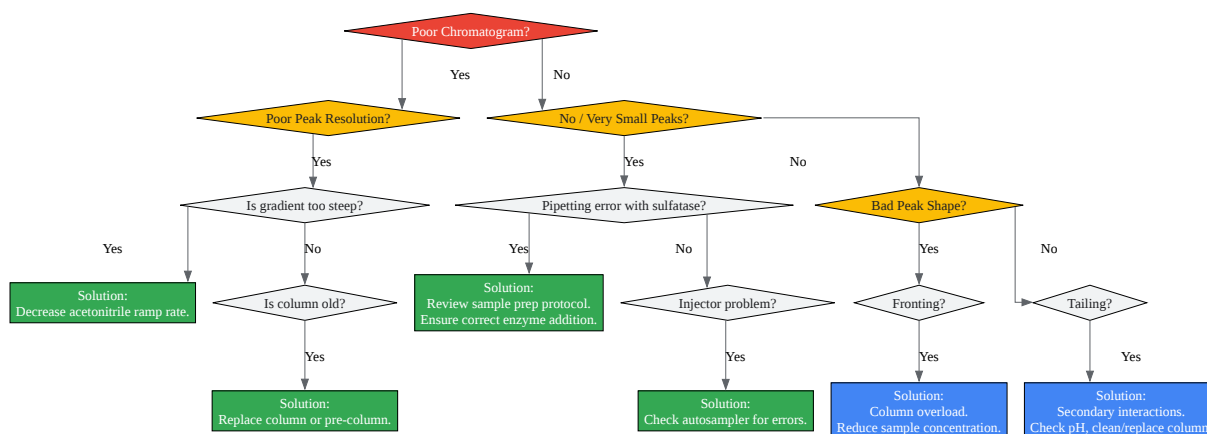 Poor Chromatogram?
Yes
No
Poor Peak Resolution?
No / Very Small Peaks?
Yes
Yes
No
Is gradient too steep?
Pipetting error with sulfatase?
Bad Peak Shape?
Yes
No
Yes
No
Yes
No
Solution:
Decrease acetonitrile ramp rate.
Is column old?
Solution:
Review sample prep protocol.
Ensure correct enzyme addition.
Injector problem?
Fronting?
Tailing?
Yes
Yes
Yes
Yes
Solution:
Replace column or pre-column.
Solution:
Check autosampler for errors.
Solution:
Column overload.
Reduce sample concentration.
Solution:
Secondary interactions.
Check pH, clean/replace column